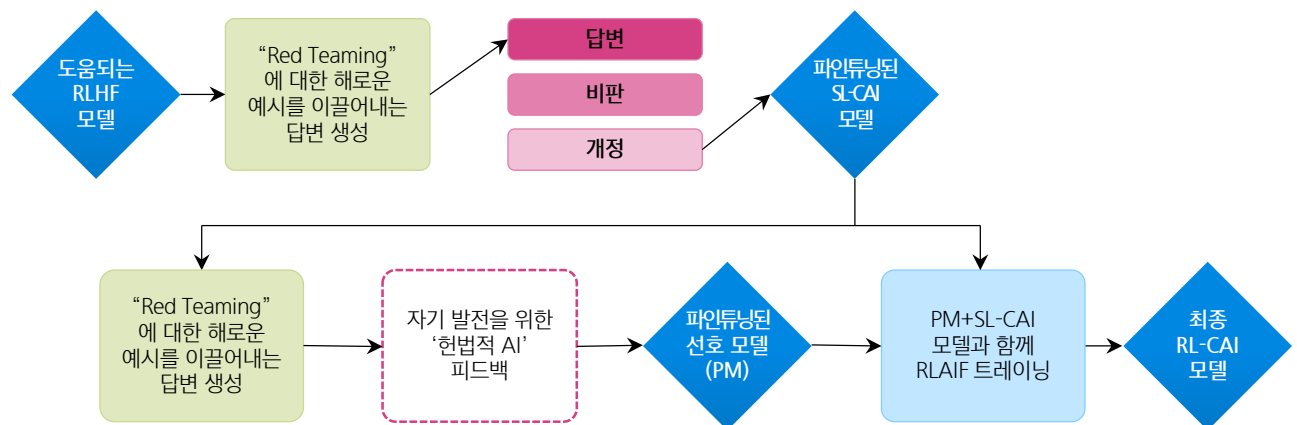 도움되는
RLHF
모델
“Red Teaming”
에 대한 해로운
예시를 이끌어내는
답변 생성
답변
비판
개정
파인튜닝된
SL-CAI
모델
“Red Teaming”
에 대한 해로운
예시를 이끌어내는
답변 생성
자기 발전을 위한
‘헌법적 AI’
피드백
파인튜닝된
선호 모델
(PM)
PM+SL-CAI
모델과 함께
RLAIF 트레이닝
최종
RL-CAI
모델